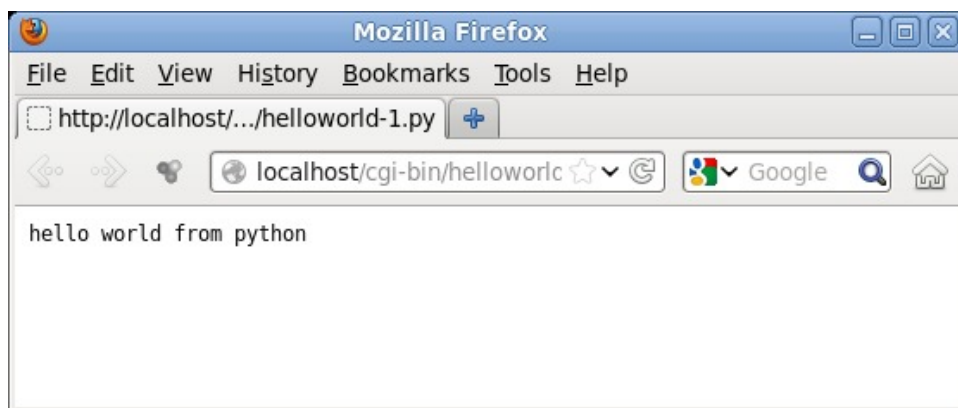 Mozilla Firefox
File Edit View History Bookmarks Tools Help
http://localhost/.../helloworld-1.py
localhost/cgi-bin/helloworld Google
hello world from python